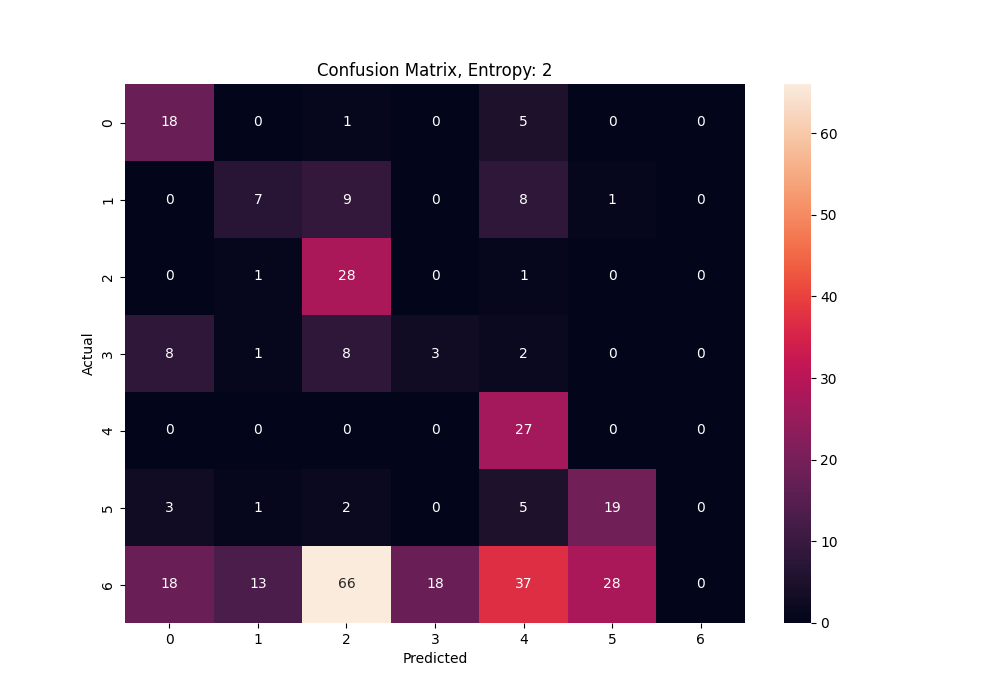 Confusion Matrix, Entropy: 2
0 18 0 1 0 5 0 0
1 0 7 9 0 8 1 0
2 0 1 28 0 1 0 0
3 8 1 8 3 2 0 0
4 0 0 0 0 27 0 0
5 3 1 2 0 5 19 0
6 18 13 66 18 37 28 0
0 1 2 3 4 5 6
Actual
Predicted
60
50
40
30
20
10
0